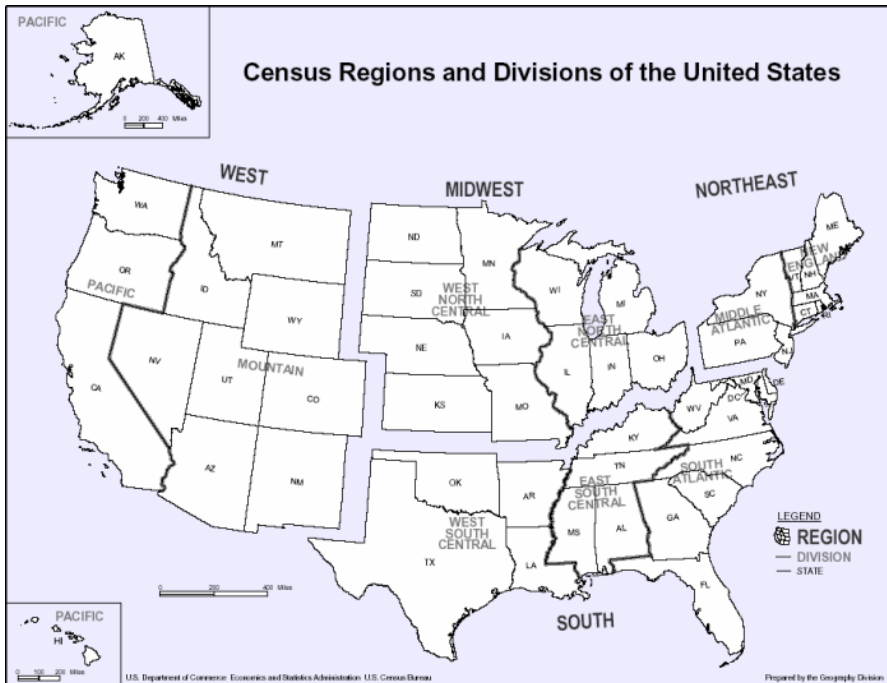 PACIFIC
AK
0 200 400 Miles
Census Regions and Divisions of the United States
WEST
MIDWEST
NORTHEAST
WA
MT
ND
MN
ME
OR
ID
SD
WI
MI
NY
VT
NH
NEW
ENGLAND
MA
CT
RI
PACIFIC
WY
WEST
NORTH
CENTRAL
EAST
NORTH
CENTRAL
MIDDLE
ATLANTIC
PA
NJ
NV
UT
MOUNTAIN
CO
NE
IA
IL
IN
OH
CA
KS
MO
WV
MD
DE
DC
VA
KY
AZ
NM
OK
AR
TN
NC
EAST
SOUTH
CENTRAL
SOUTH
ATLANTIC
SC
TX
WEST
SOUTH
CENTRAL
LA
MS
AL
GA
FL
SOUTH
LEGEND
REGION
DIVISION
STATE
0 200 400 Miles
PACIFIC
HI
0 100 200 Miles
U.S. Department of Commerce Economics and Statistics Administration U.S. Census Bureau
Prepared by the Geography Division